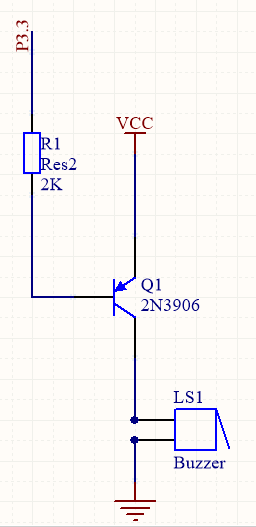 P3.3
VCC
R1
Res2
2K
Q1
2N3906
LS1
Buzzer